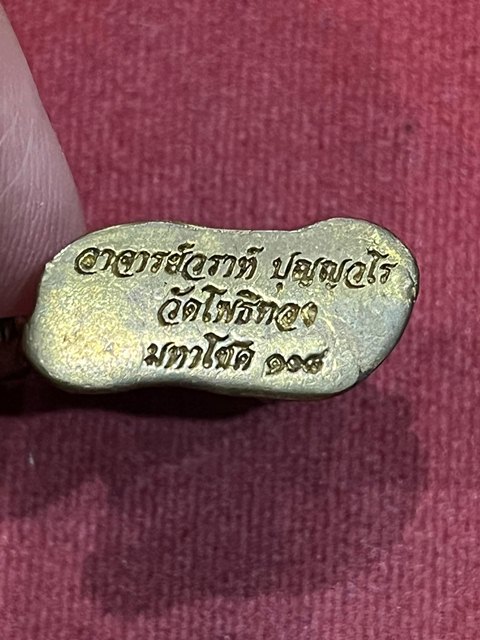 อาจารย์วราห์ ปุญญวโร
วัดโพธิทอง
มหาโชค ๑๐๘